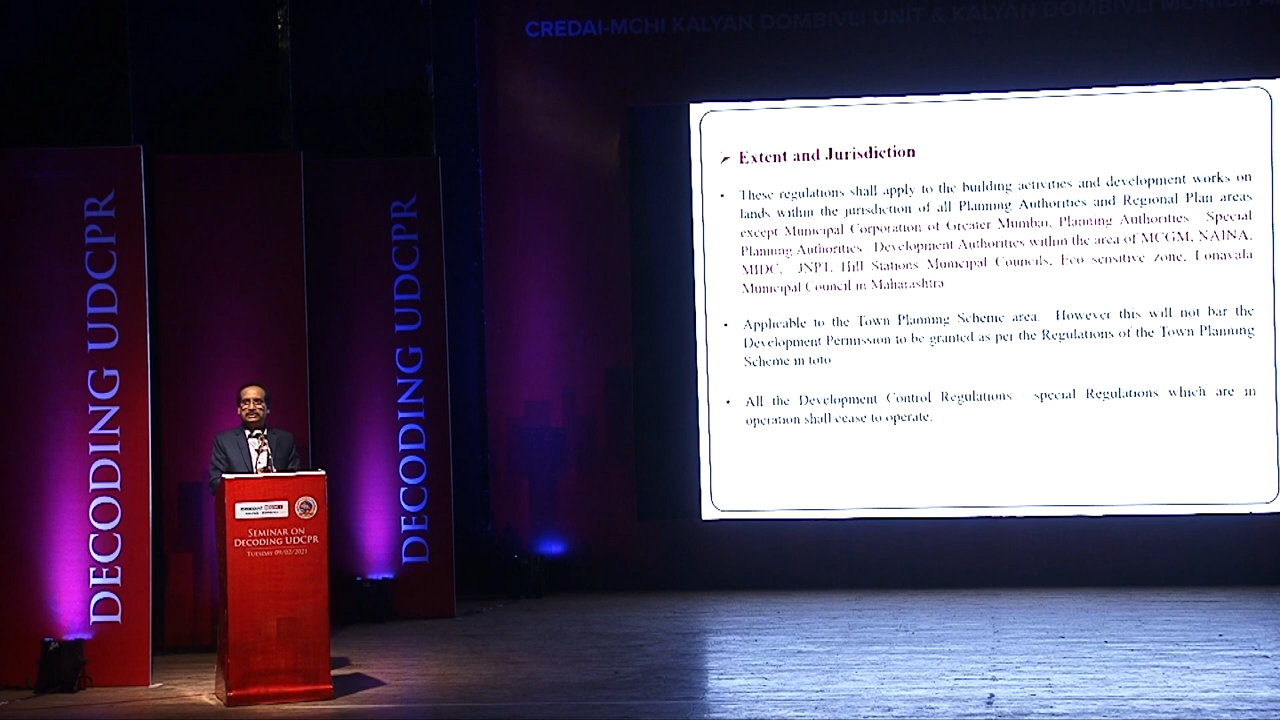 CREDAI-MCHI KALYAN DOMBIVLI UNIT & KALYAN DOMBIVLI
DECODING UDCPR
DECODING UDCPR
Extent and Jurisdiction
These regulations shall apply to the building activities and development works on
lands within the jurisdiction of all Planning Authorities and Regional Plan areas
except Municipal Corporation of Greater Mumbai, Planning Authorities Special
Planning Authorities Development Authorities within the area of MCGM, NAINA,
MIDC, JNPT, Hill Stations Municipal Councils, Eco sensitive zone, Lonavala
Municipal Council in Maharashtra
Applicable to the Town Planning Scheme area. However this will not bar the
Development Permission to be granted as per the Regulations of the Town Planning
Scheme in toto
All the Development Control Regulations special Regulations which are in
operation shall cease to operate.
SEMINAR ON
DECODING UDCPR
TUESDAY 09/02/2021